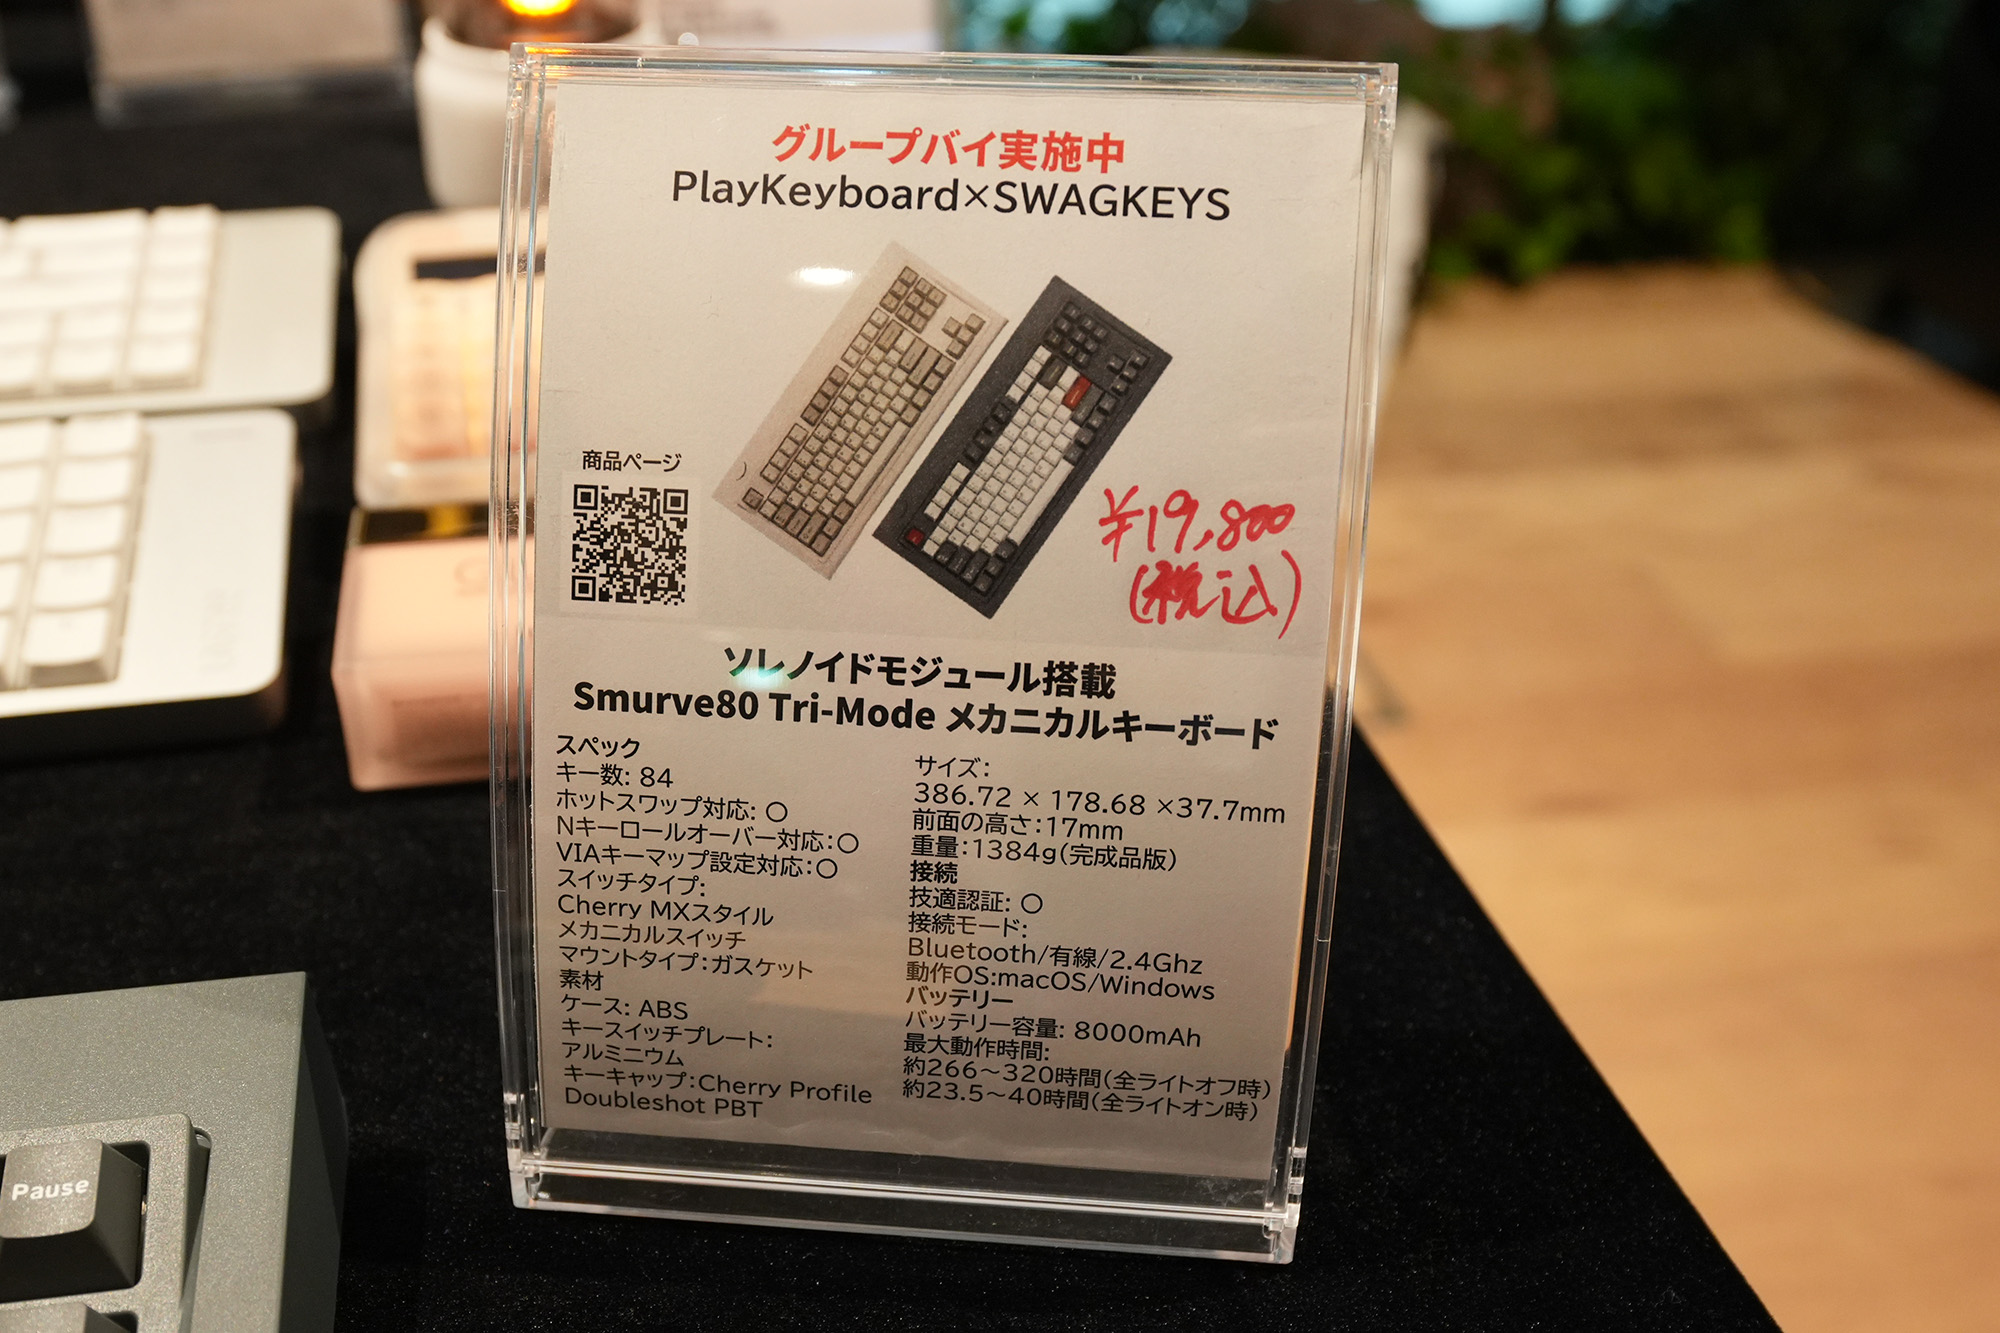 グループバイ実施中
PlayKeyboard×SWAGKEYS
商品ページ
¥19,800
(税込)
ソレノイドモジュール搭載
Smurve80 Tri-Mode メカニカルキーボード
スペック
キー数: 84
ホットスワップ対応: 〇
Nキーロールオーバー対応:〇
VIAキーマップ設定対応:〇
スイッチタイプ:
Cherry MXスタイル
メカニカルスイッチ
マウントタイプ:ガスケット
素材
ケース: ABS
キースイッチプレート:
アルミニウム
キーキャップ:Cherry Profile
Doubleshot PBT
サイズ:
386.72 × 178.68 ×37.7mm
前面の高さ:17mm
重量:1384g(完成品版)
接続
技適認証: 〇
接続モード:
Bluetooth/有線/2.4Ghz
動作OS:macOS/Windows
バッテリー
バッテリー容量: 8000mAh
最大動作時間:
約266～320時間(全ライトオフ時)
約23.5～40時間(全ライトオン時)
Pause